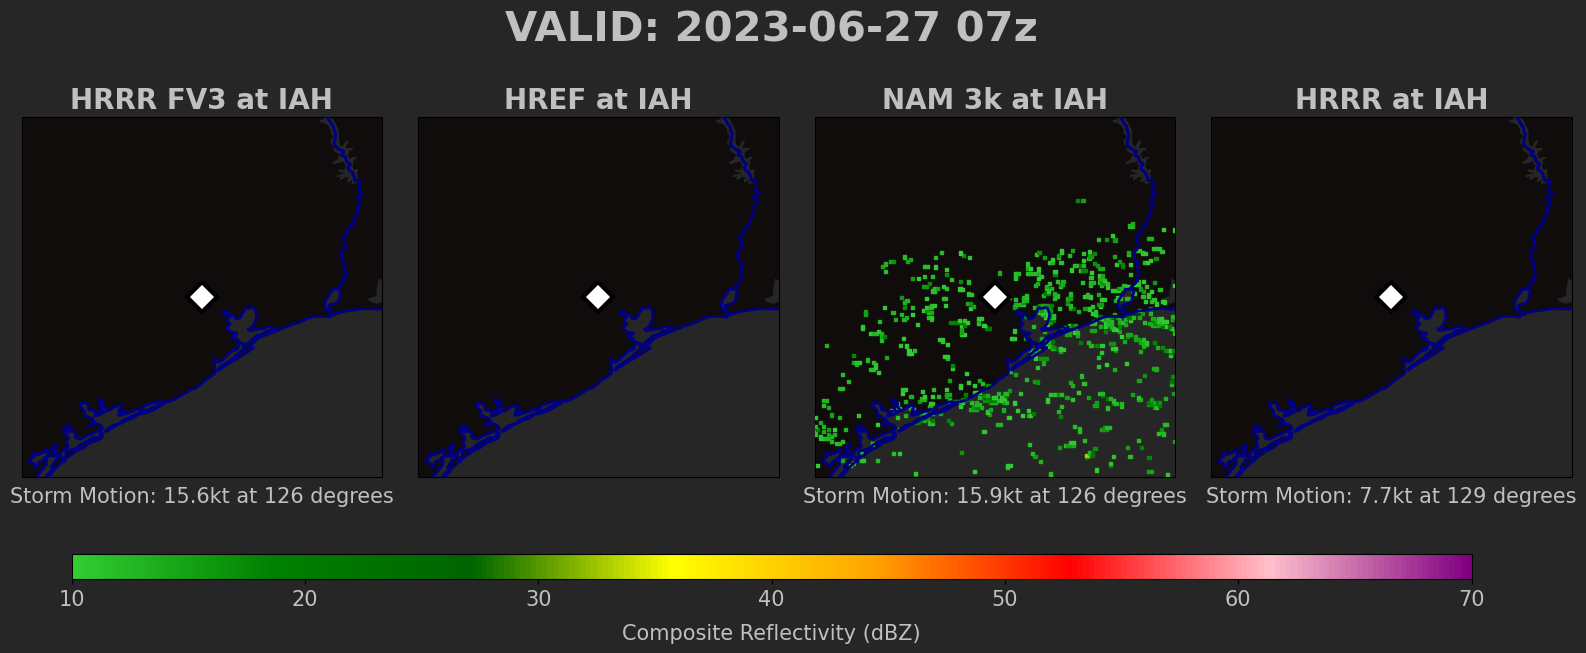 VALID: 2023-06-27 07z
HRRR FV3 at IAH
HREF at IAH
NAM 3k at IAH
HRRR at IAH
Storm Motion: 15.6kt at 126 degrees
Storm Motion: 15.9kt at 126 degrees
Storm Motion: 7.7kt at 129 degrees
10 20 30 40 50 60 70
Composite Reflectivity (dBZ)